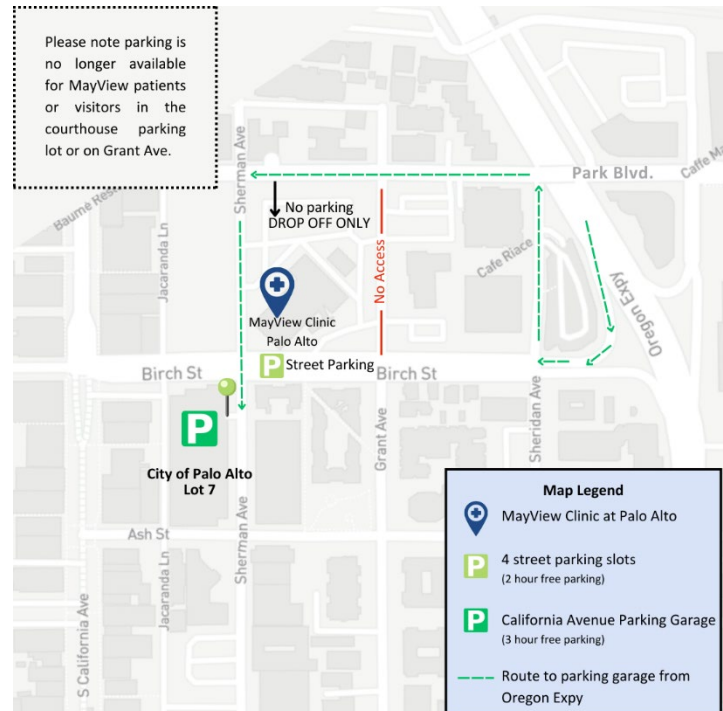 Please note parking is
no longer available
for MayView patients
or visitors in the
courthouse parking
lot or on Grant Ave.
Sherman Ave
Park Blvd.
Caffe Ma
Baumé Res
Jacaranda Ln
No parking
DROP OFF ONLY
No Access
Cafe Riace
Oregon Expy
MayView Clinic
Palo Alto
P Street Parking
Birch St
Birch St
P
City of Palo Alto
Lot 7
Grant Ave
Sheridan Ave
Ash St
S California Ave
Jacaranda Ln
Sherman Ave
Map Legend
MayView Clinic at Palo Alto
P 4 street parking slots
(2 hour free parking)
P California Avenue Parking Garage
(3 hour free parking)
Route to parking garage from
Oregon Expy